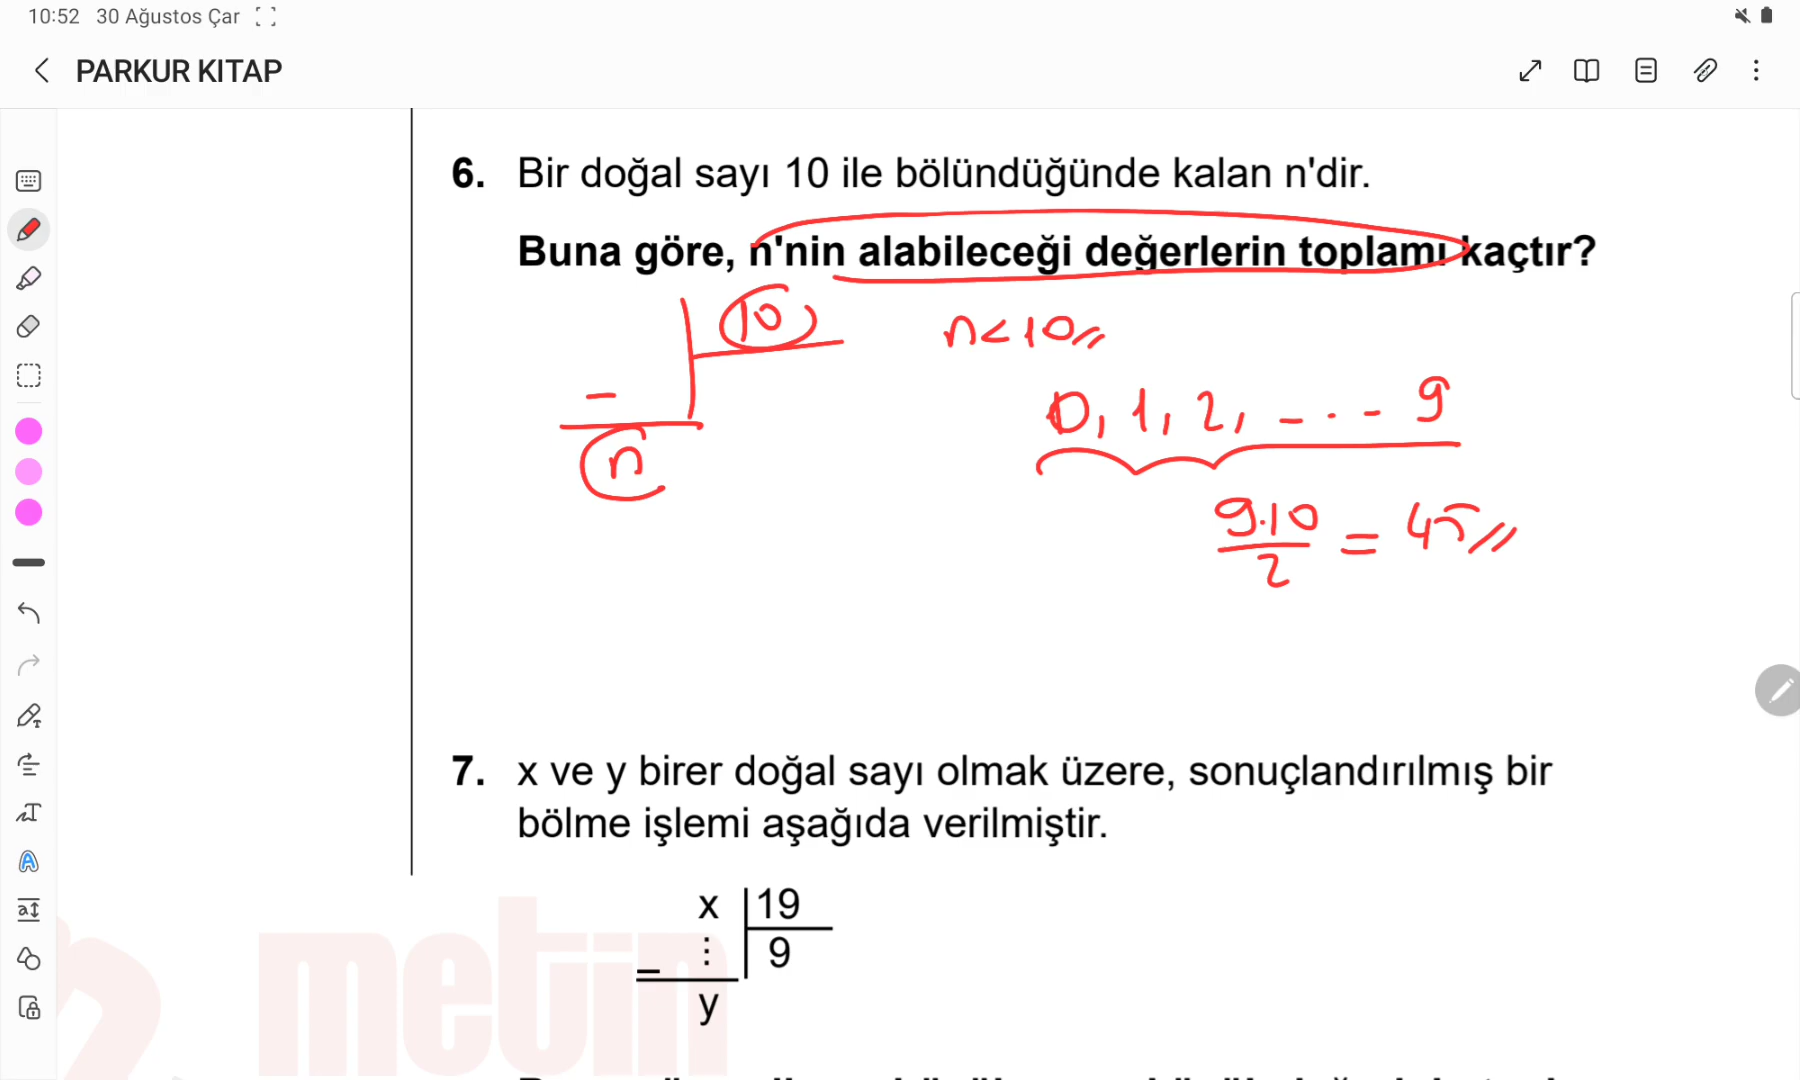 10:52 30 Ağustos Çar
PARKUR KITAP
6. Bir doğal sayı 10 ile bölündüğünde kalan n'dir.
Buna göre, n'nin alabileceği değerlerin toplamı kaçtır?
10
n<10
n
0, 1, 2, - . . - 9
9.10
2
= 45
7. x ve y birer doğal sayı olmak üzere, sonuçlandırılmış bir
bölme işlemi aşağıda verilmiştir.
x 19
⋮ 9
–
y
metin